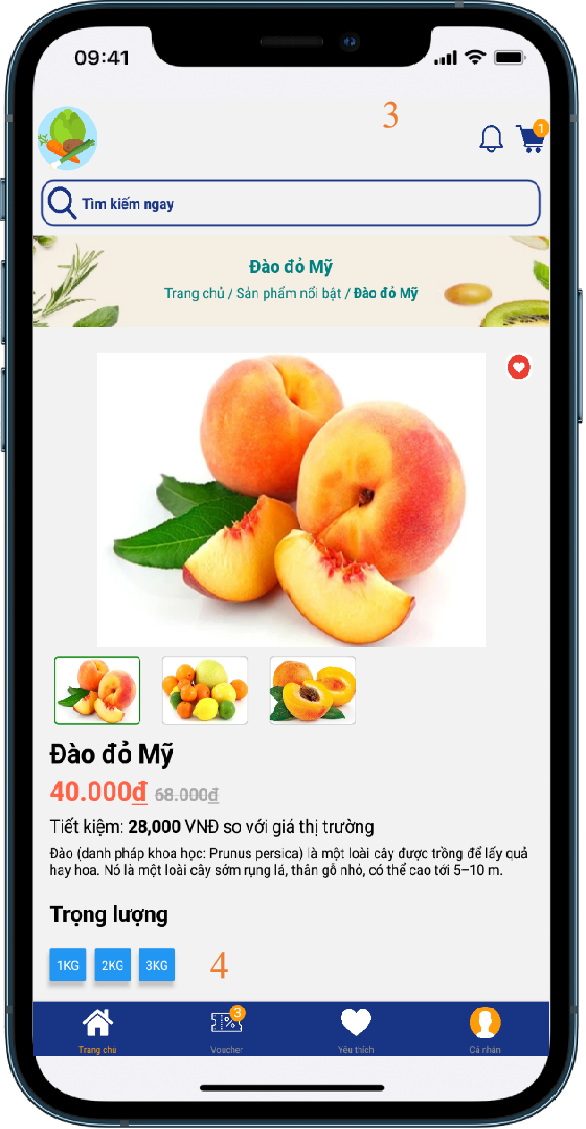 09:41
3
1
Tìm kiếm ngay
Đào đỏ Mỹ
Trang chủ / Sản phẩm nổi bật / Đào đỏ Mỹ
Đào đỏ Mỹ
40.000đ 68.000đ
Tiết kiệm: 28,000 VNĐ so với giá thị trường
Đào (danh pháp khoa học: Prunus persica) là một loài cây được trồng để lấy quả
hay hoa. Nó là một loài cây sớm rụng lá, thân gỗ nhỏ, có thể cao tới 5–10 m.
Trọng lượng
1KG 2KG 3KG
4
3
Trang chủ Voucher Yêu thích Cá nhân